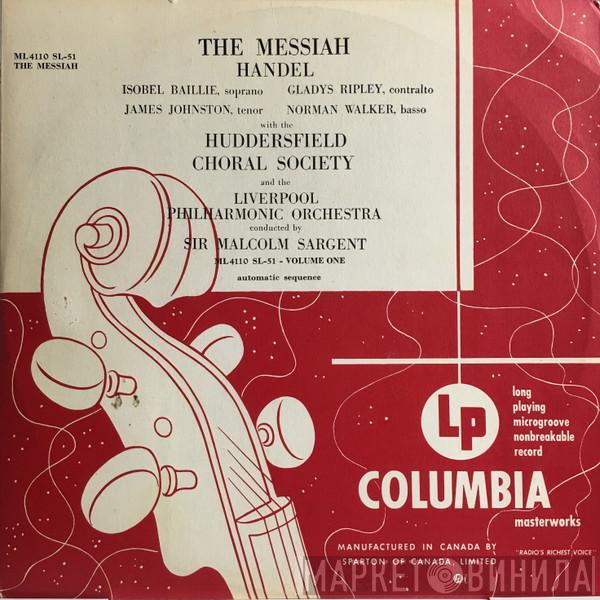 ML4110 SL-51
THE MESSIAH
THE MESSIAH
HANDEL
ISOBEL BAILLIE, soprano GLADYS RIPLEY, contralto
JAMES JOHNSTON, tenor NORMAN WALKER, basso
with the
HUDDERSFIELD
CHORAL SOCIETY
and the
LIVERPOOL
PHILHARMONIC ORCHESTRA
conducted by
SIR MALCOLM SARGENT
ML4110 SL-51 - VOLUME ONE
automatic sequence
Lp
long
playing
microgroove
nonbreakable
record
COLUMBIA
masterworks
MANUFACTURED IN CANADA BY
SPARTON OF CANADA, LIMITED
"RADIO'S RICHEST VOICE"
МАРКЕТ ВИНИЛА